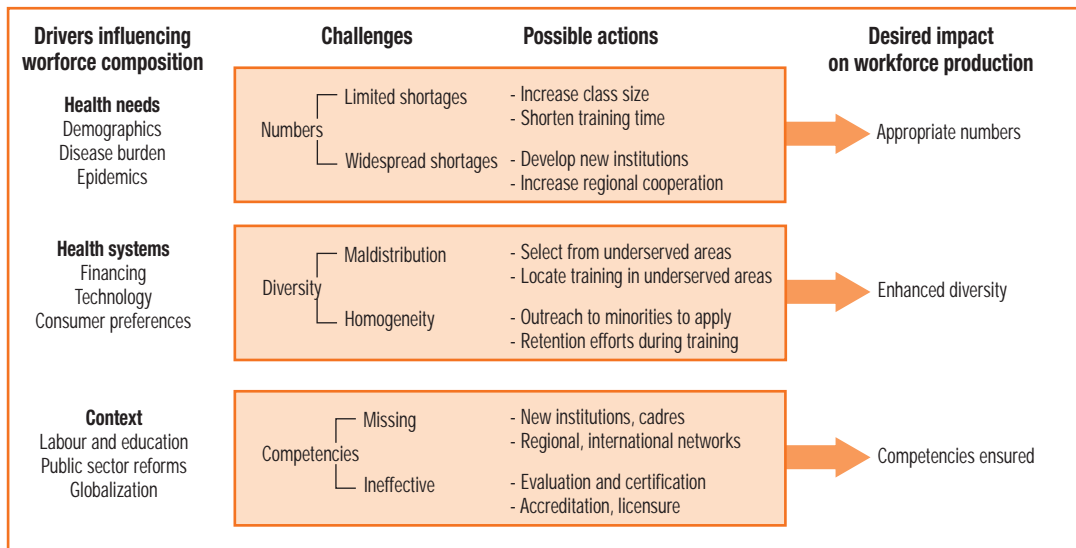 Drivers influencing
worforce composition
Challenges
Possible actions
Desired impact
on workforce production
Health needs
Demographics
Disease burden
Epidemics
Numbers
Limited shortages
- Increase class size
- Shorten training time
Widespread shortages
- Develop new institutions
- Increase regional cooperation
Appropriate numbers
Health systems
Financing
Technology
Consumer preferences
Diversity
Maldistribution
- Select from underserved areas
- Locate training in underserved areas
Homogeneity
- Outreach to minorities to apply
- Retention efforts during training
Enhanced diversity
Context
Labour and education
Public sector reforms
Globalization
Competencies
Missing
- New institutions, cadres
- Regional, international networks
Ineffective
- Evaluation and certification
- Accreditation, licensure
Competencies ensured